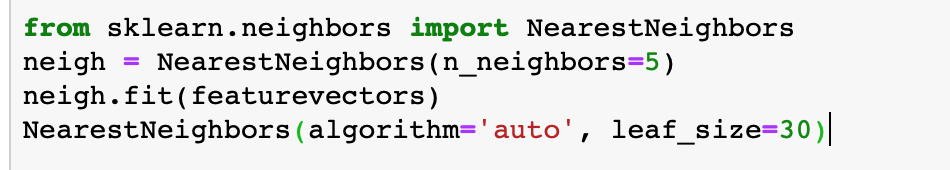 from sklearn.neighbors import NearestNeighbors
neigh = NearestNeighbors(n_neighbors=5)
neigh.fit(featurevectors)
NearestNeighbors(algorithm='auto', leaf_size=30)